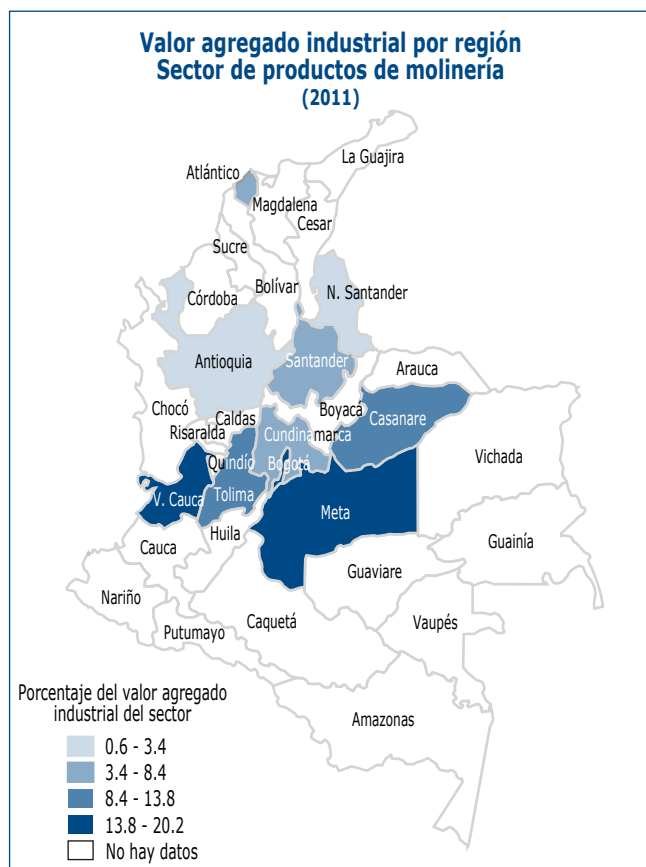 Valor agregado industrial por región
Sector de productos de molinería
(2011)
La Guajira
Atlántico
Magdalena
Cesar
Sucre
Bolívar
N. Santander
Córdoba
Antioquia
Santander
Arauca
Chocó
Caldas
Boyacá
Casanare
Risaralda
Cundinamarca
Quindío
Bogotá
Vichada
V. Cauca
Tolima
Meta
Huila
Cauca
Guainía
Guaviare
Nariño
Caquetá
Vaupés
Putumayo
Amazonas
Porcentaje del valor agregado
industrial del sector
0.6 - 3.4
3.4 - 8.4
8.4 - 13.8
13.8 - 20.2
No hay datos